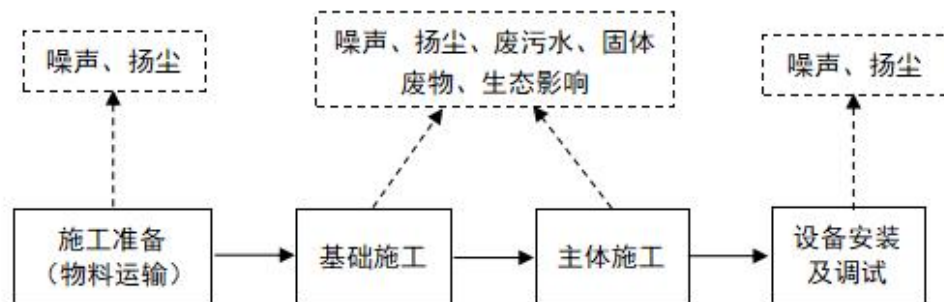 噪声、扬尘
噪声、扬尘、废污水、固体
废物、生态影响
噪声、扬尘
施工准备
（物料运输）
基础施工
主体施工
设备安装
及调试